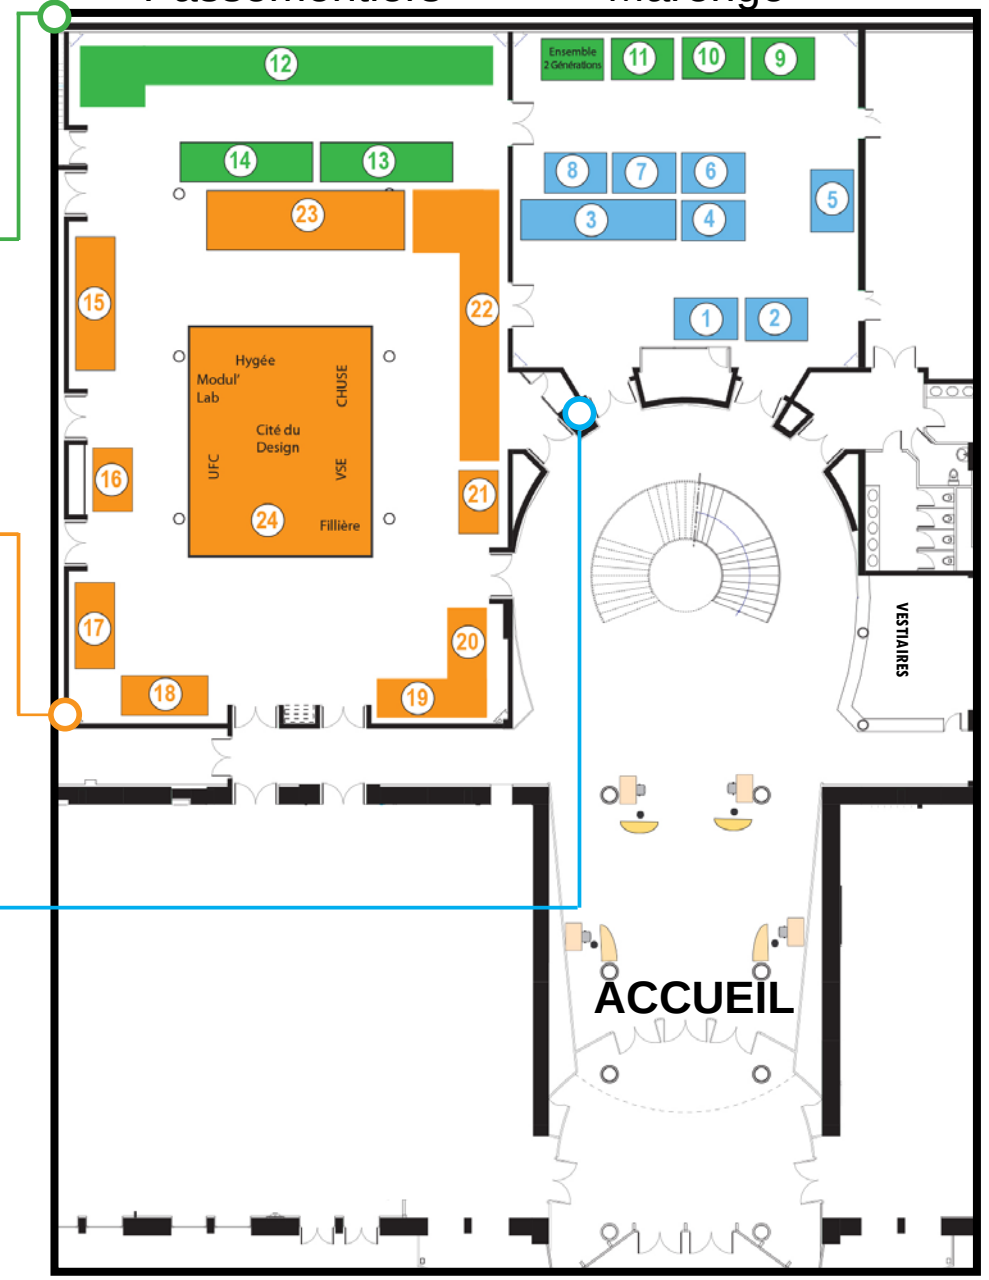 Passementiers
Marengo
12
Ensemble
2 Générations
11
10
9
14
13
8
7
6
5
23
3
4
15
22
1
2
Hygée
Modul'
Lab
CHUSE
Cité du
Design
UFC
VSE
16
21
24
Fillière
17
20
VESTIAIRES
18
19
ACCUEIL